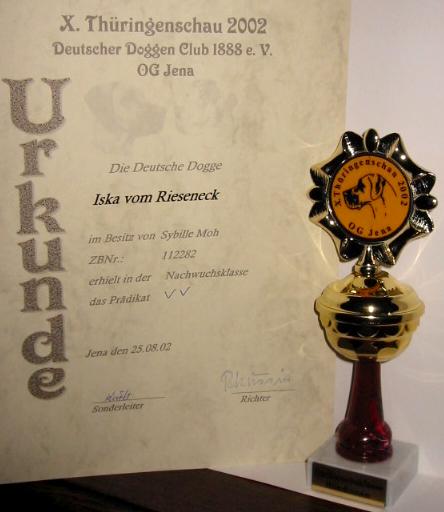 X. Thüringenschau 2002
Deutscher Doggen Club 1888 e. V.
OG Jena
Urkunde
Die Deutsche Dogge
Iska vom Rieseneck
im Besitz von Sybille Moh
ZBNr.: 112282
erhielt in der Nachwuchsklasse
das Prädikat VV
Jena den 25.08.02
Sonderleiter
Richter
X. Thüringenschau 2002
OG Jena